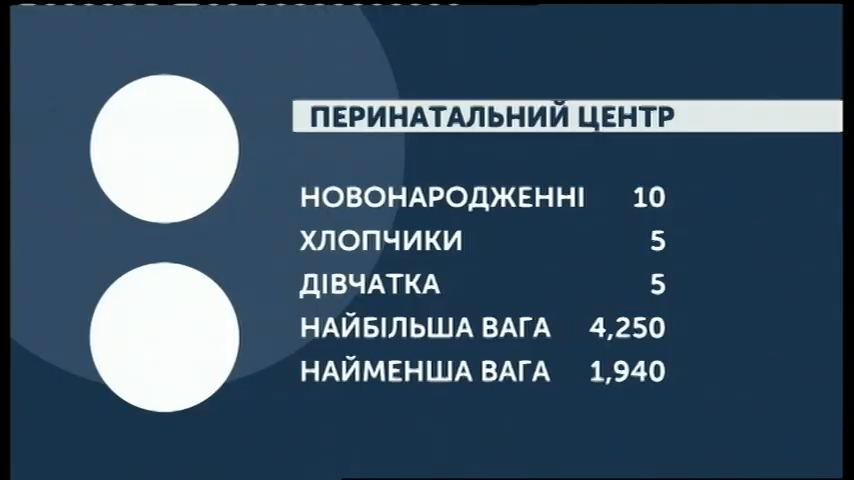 ПЕРИНАТАЛЬНИЙ ЦЕНТР
НОВОНАРОДЖЕННІ 10
ХЛОПЧИКИ 5
ДІВЧАТКА 5
НАЙБІЛЬША ВАГА 4,250
НАЙМЕНША ВАГА 1,940